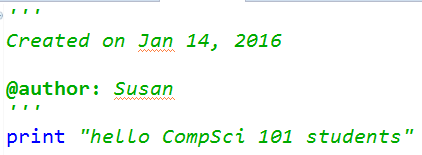 '''
Created on Jan 14, 2016
@author: Susan
'''
print "hello CompSci 101 students"